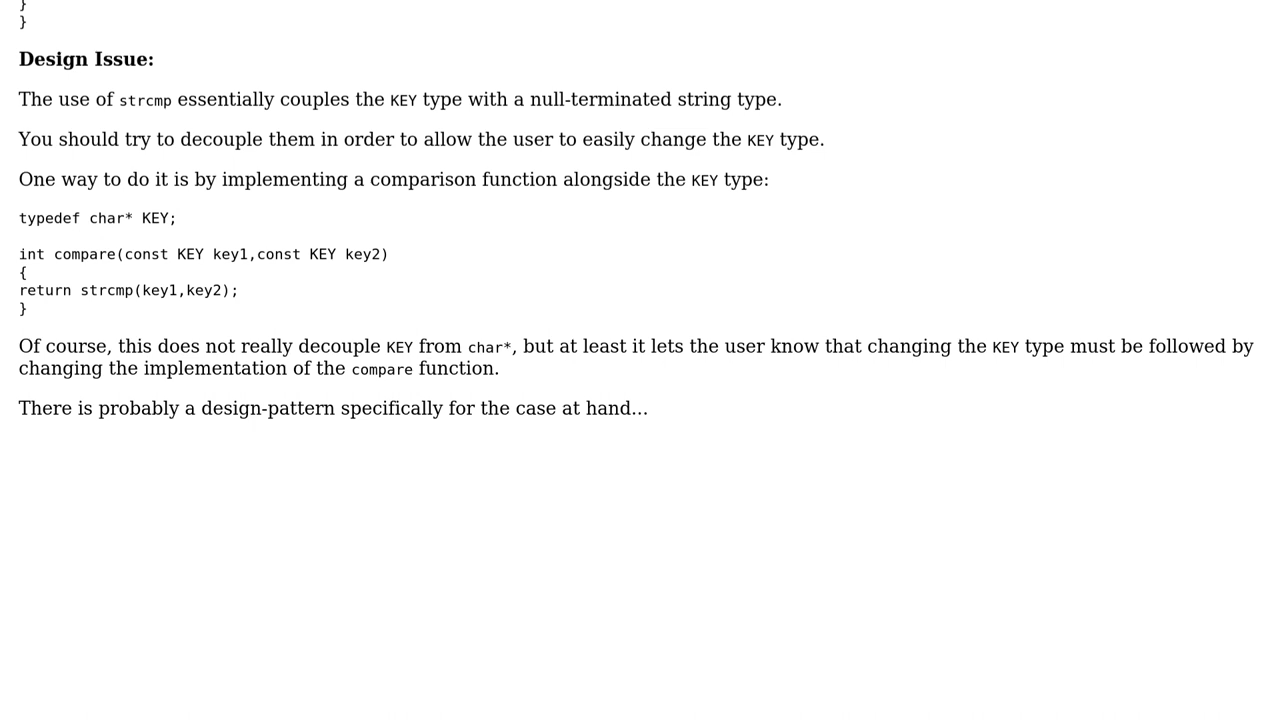 }
}
Design Issue:
The use of strcmp essentially couples the KEY type with a null-terminated string type.
You should try to decouple them in order to allow the user to easily change the KEY type.
One way to do it is by implementing a comparison function alongside the KEY type:
typedef char* KEY;
int compare(const KEY key1,const KEY key2)
{
return strcmp(key1,key2);
}
Of course, this does not really decouple KEY from char*, but at least it lets the user know that changing the KEY type must be followed by
changing the implementation of the compare function.
There is probably a design-pattern specifically for the case at hand...